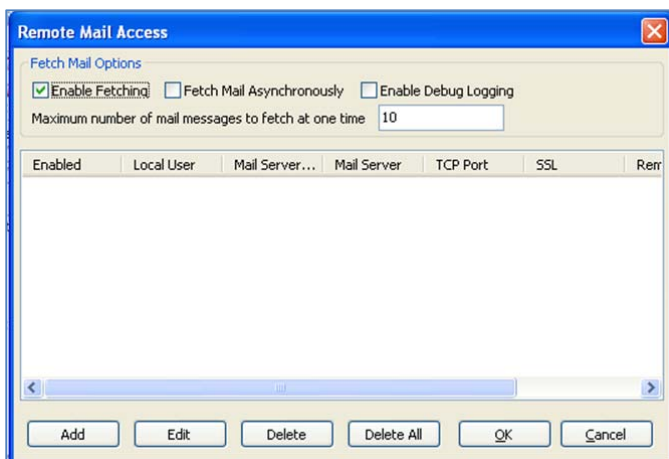 Remote Mail Access
Fetch Mail Options
Enable Fetching Fetch Mail Asynchronously Enable Debug Logging
Maximum number of mail messages to fetch at one time 10
Enabled Local User Mail Server... Mail Server TCP Port SSL Rem
Add Edit Delete Delete All OK Cancel